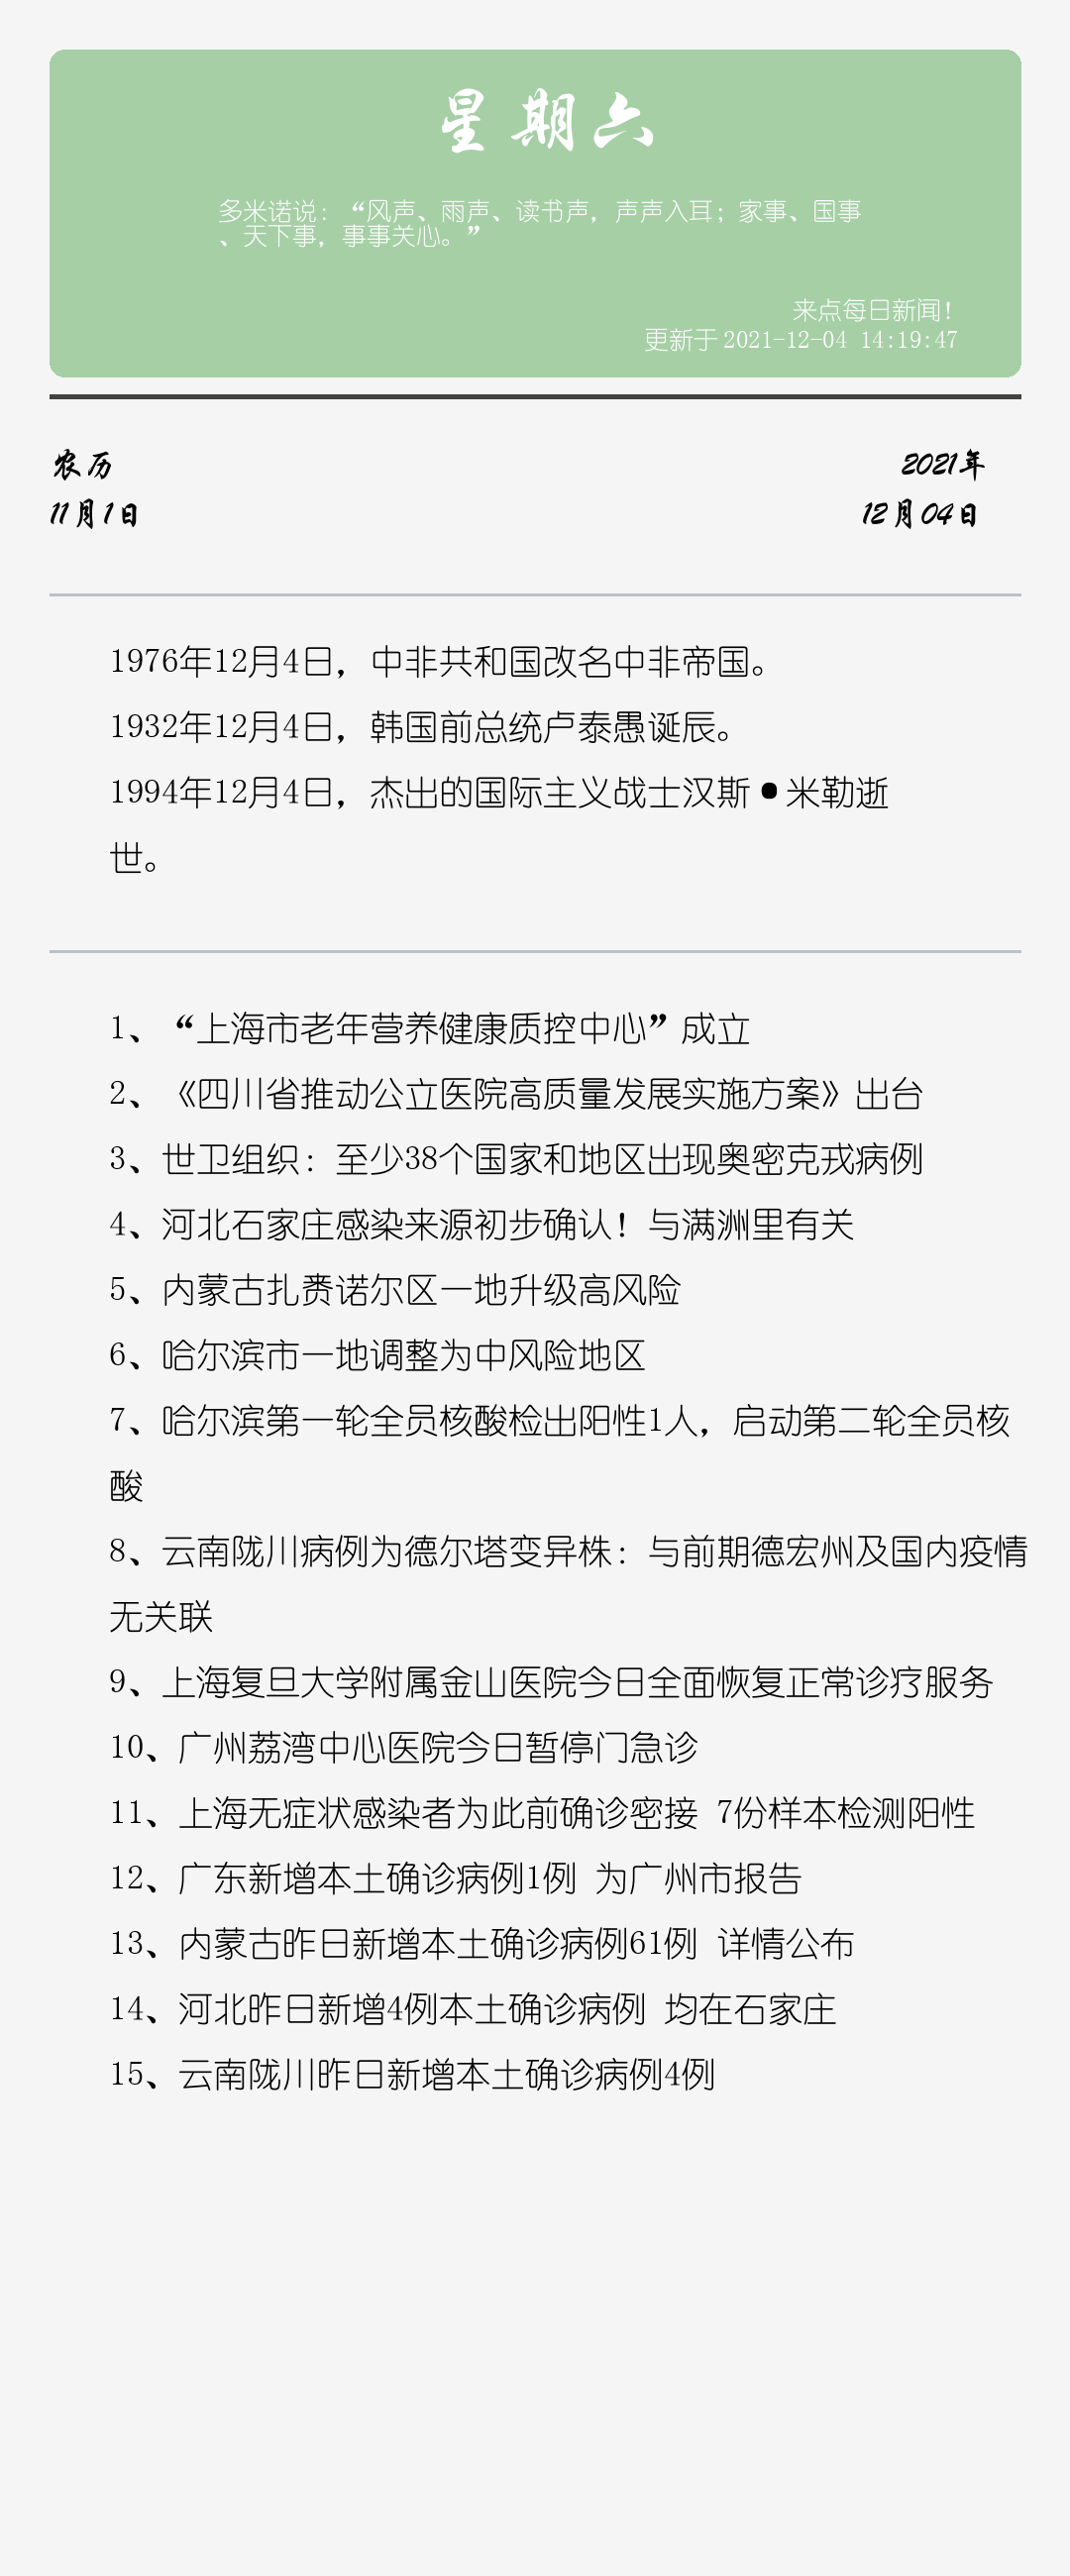 星期六
多米诺说：“风声、雨声、读书声，声声入耳；家事、国事
、天下事，事事关心。”
来点每日新闻！
更新于 2021-12-04 14:19:47
农历
2021年
11月1日
12月04日
1976年12月4日，中非共和国改名中非帝国。
1932年12月4日，韩国前总统卢泰愚诞辰。
1994年12月4日，杰出的国际主义战士汉斯•米勒逝
世。
1、“上海市老年营养健康质控中心”成立
2、《四川省推动公立医院高质量发展实施方案》出台
3、世卫组织：至少38个国家和地区出现奥密克戎病例
4、河北石家庄感染来源初步确认！与满洲里有关
5、内蒙古扎赉诺尔区一地升级高风险
6、哈尔滨市一地调整为中风险地区
7、哈尔滨第一轮全员核酸检出阳性1人，启动第二轮全员核
酸
8、云南陇川病例为德尔塔变异株：与前期德宏州及国内疫情
无关联
9、上海复旦大学附属金山医院今日全面恢复正常诊疗服务
10、广州荔湾中心医院今日暂停门急诊
11、上海无症状感染者为此前确诊密接 7份样本检测阳性
12、广东新增本土确诊病例1例 为广州市报告
13、内蒙古昨日新增本土确诊病例61例 详情公布
14、河北昨日新增4例本土确诊病例 均在石家庄
15、云南陇川昨日新增本土确诊病例4例